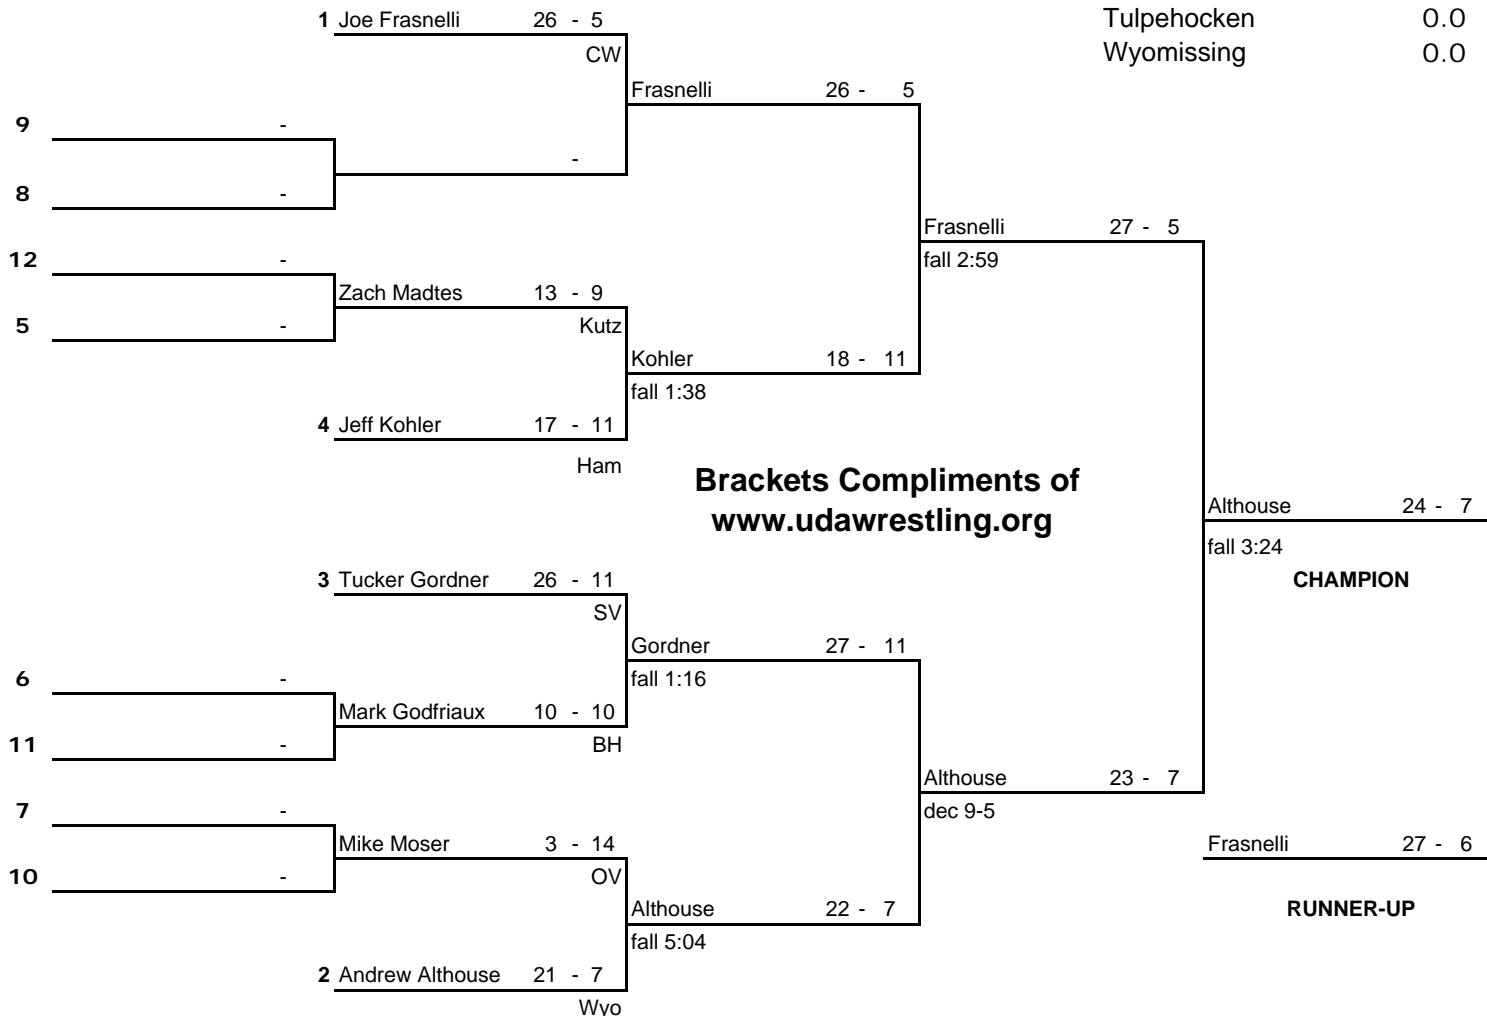 1 Joe Frasnelli 26 - 5
Tulpehocken 0.0
CW
Wyomissing 0.0
Frasnelli 26 - 5
9 -
-
8 -
Frasnelli 27 - 5
12 -
fall 2:59
Zach Madtes 13 - 9
5 -
Kutz
Kohler 18 - 11
fall 1:38
4 Jeff Kohler 17 - 11
Ham
Brackets Compliments of
www.udawrestling.org
Althouse 24 - 7
fall 3:24
3 Tucker Gordner 26 - 11
CHAMPION
SV
Gordner 27 - 11
6 -
fall 1:16
Mark Godfriaux 10 - 10
11 -
BH
Althouse 23 - 7
7 -
dec 9-5
Mike Moser 3 - 14
Frasnelli 27 - 6
10 -
OV
Althouse 22 - 7
RUNNER-UP
fall 5:04
2 Andrew Althouse 21 - 7
Wyo